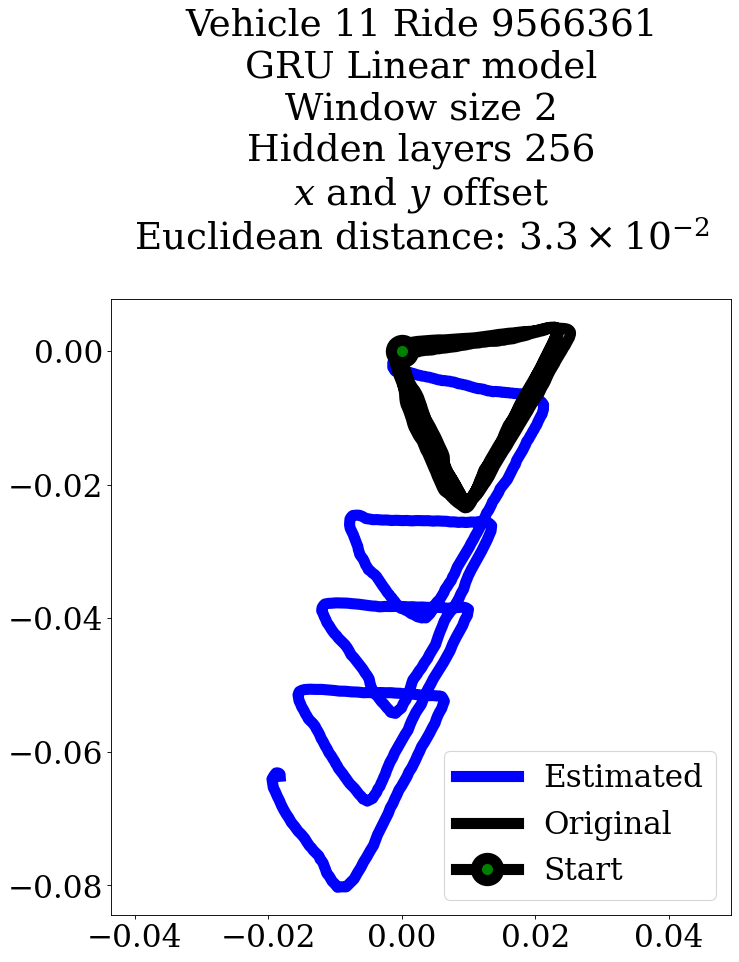 Vehicle 11 Ride 9566361
GRU Linear model
Window size 2
Hidden layers 256
x and y offset
Euclidean distance: 3.3 × 10⁻²
0.00
−0.02
−0.04
−0.06
−0.08
Estimated
Original
Start
−0.04 −0.02 0.00 0.02 0.04